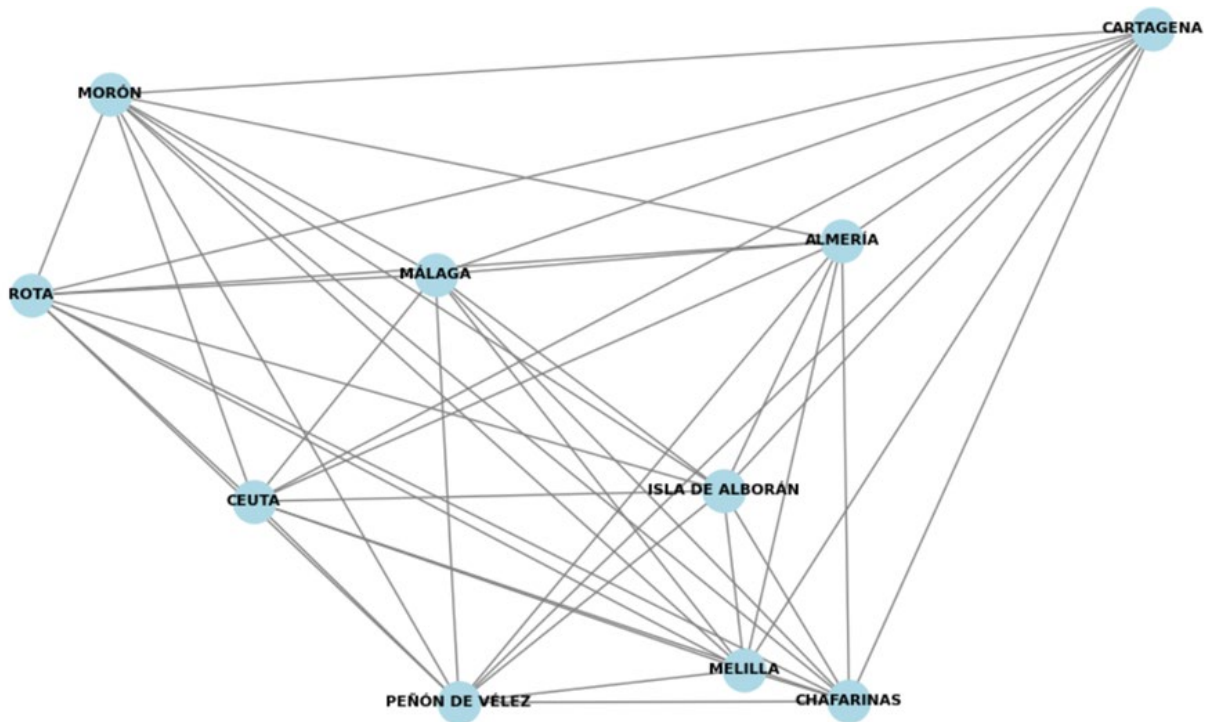 CARTAGENA
MORÓN
ALMERÍA
MÁLAGA
ROTA
ISLA DE ALBORÁN
CEUTA
MELILLA
PEÑÓN DE VÉLEZ
CHAFARINAS